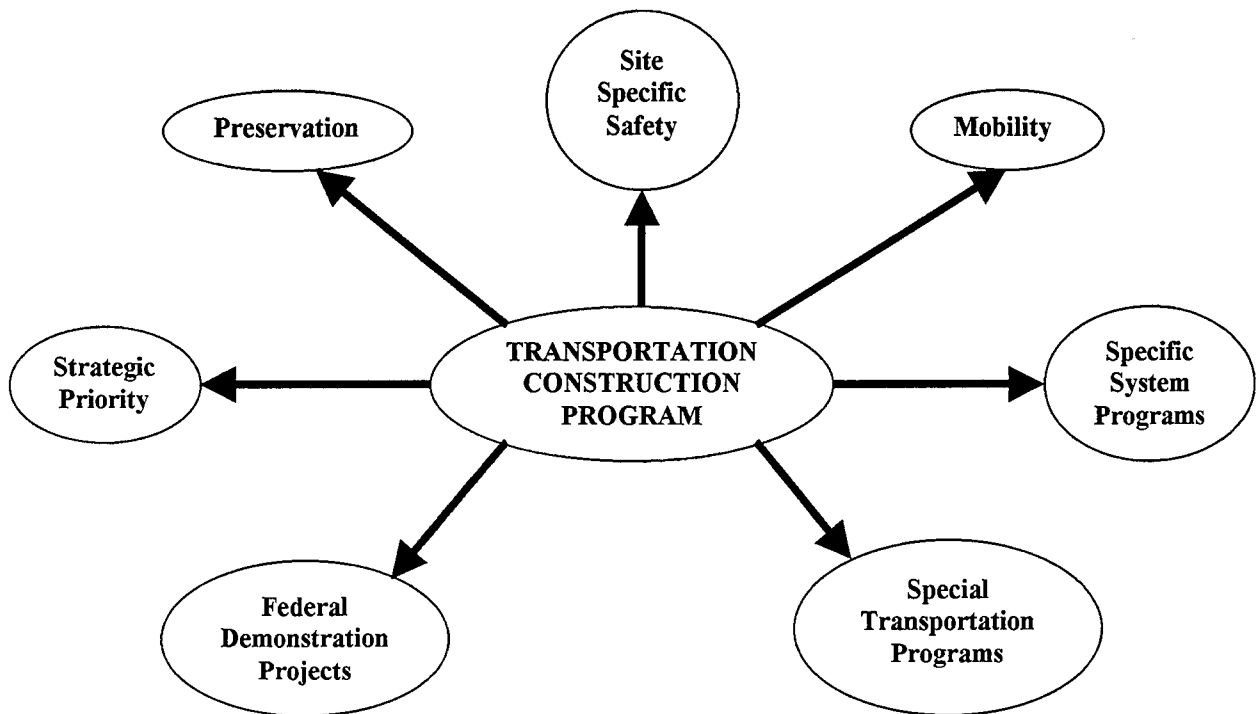 Site
Specific
Safety
Preservation
Mobility
TRANSPORTATION
CONSTRUCTION
PROGRAM
Strategic
Priority
Specific
System
Programs
Federal
Demonstration
Projects
Special
Transportation
Programs